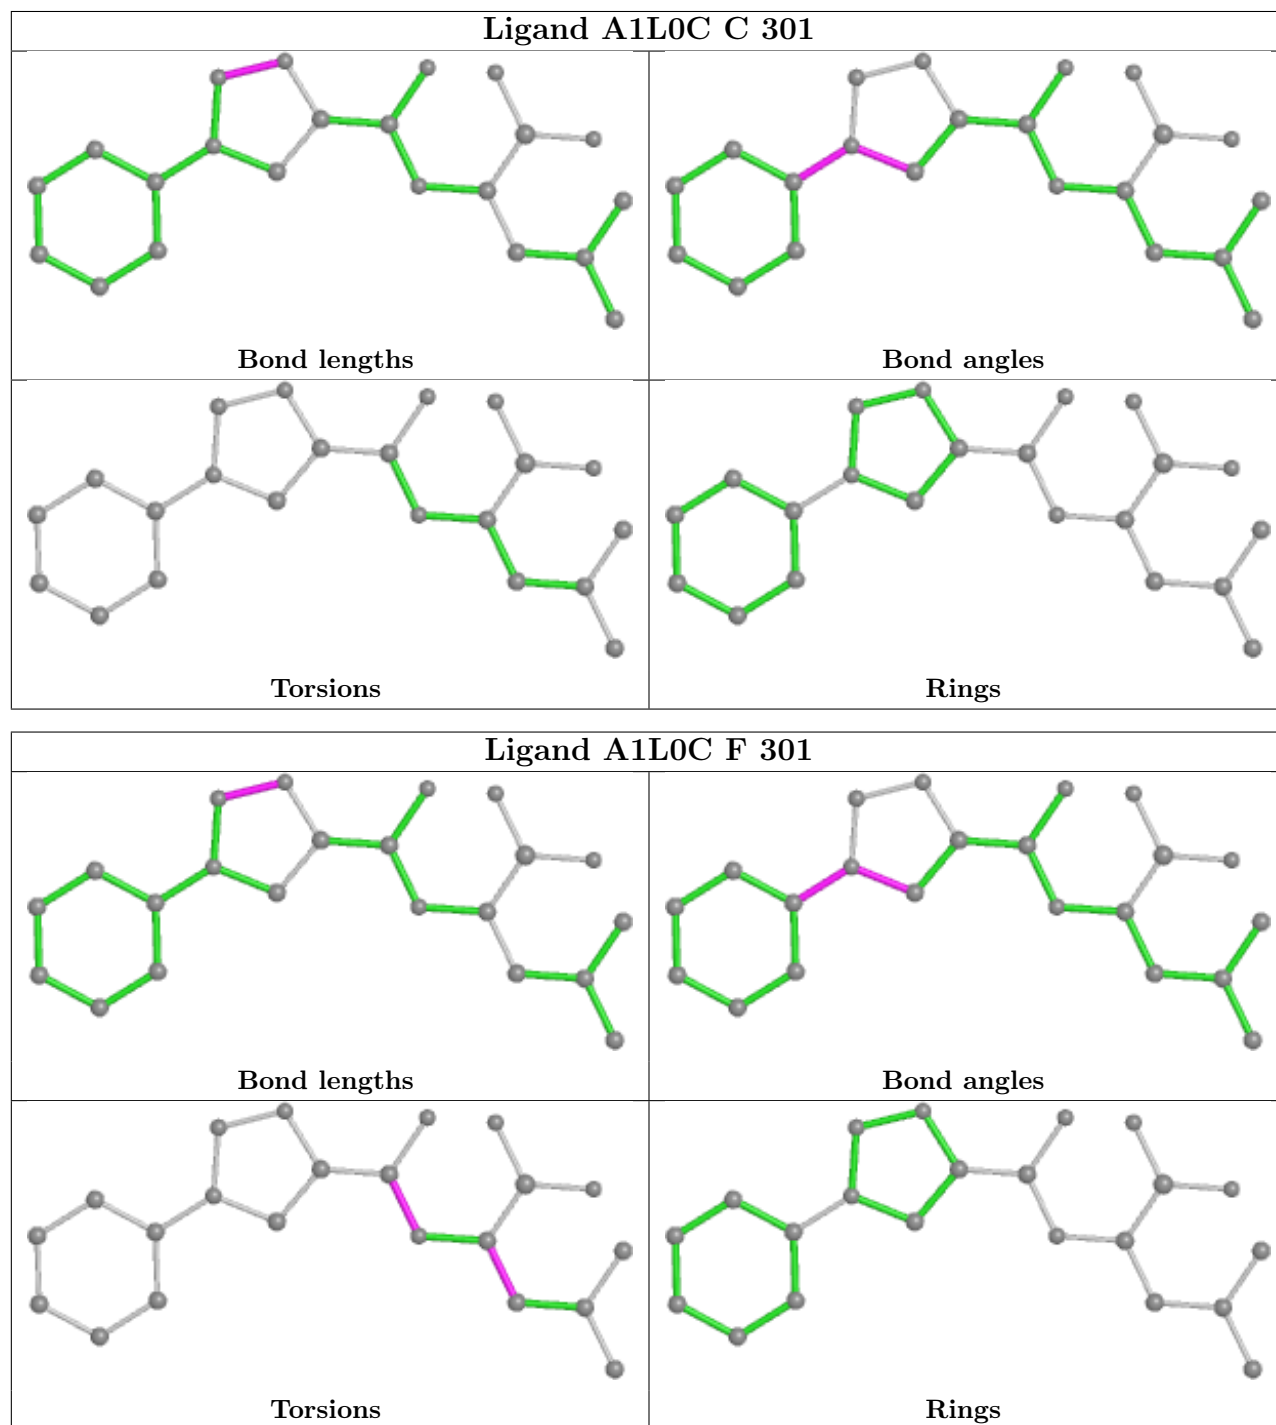 Ligand A1L0C C 301
Bond lengths
Bond angles
Torsions
Rings
Ligand A1L0C F 301
Bond lengths
Bond angles
Torsions
Rings